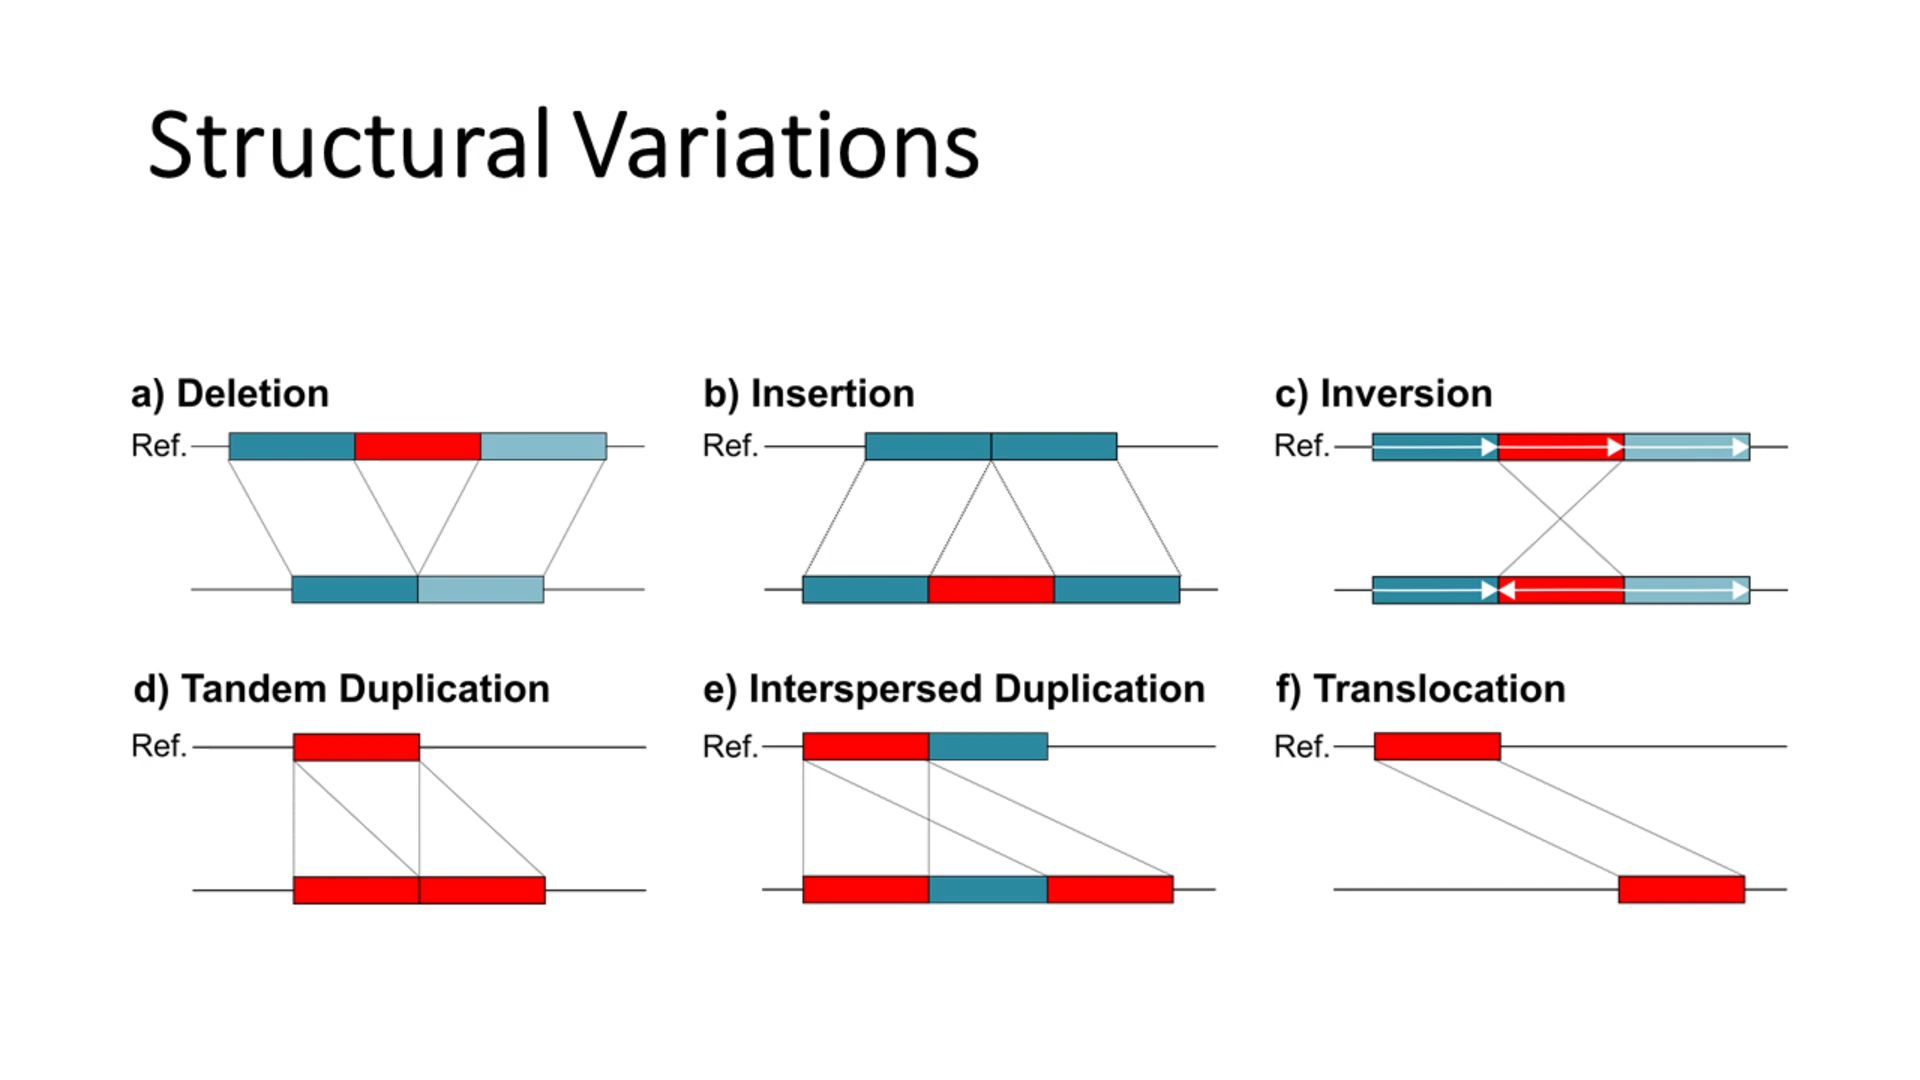 Structural Variations
a) Deletion
Ref.
b) Insertion
Ref.
c) Inversion
Ref.
d) Tandem Duplication
Ref.
e) Interspersed Duplication
Ref.
f) Translocation
Ref.